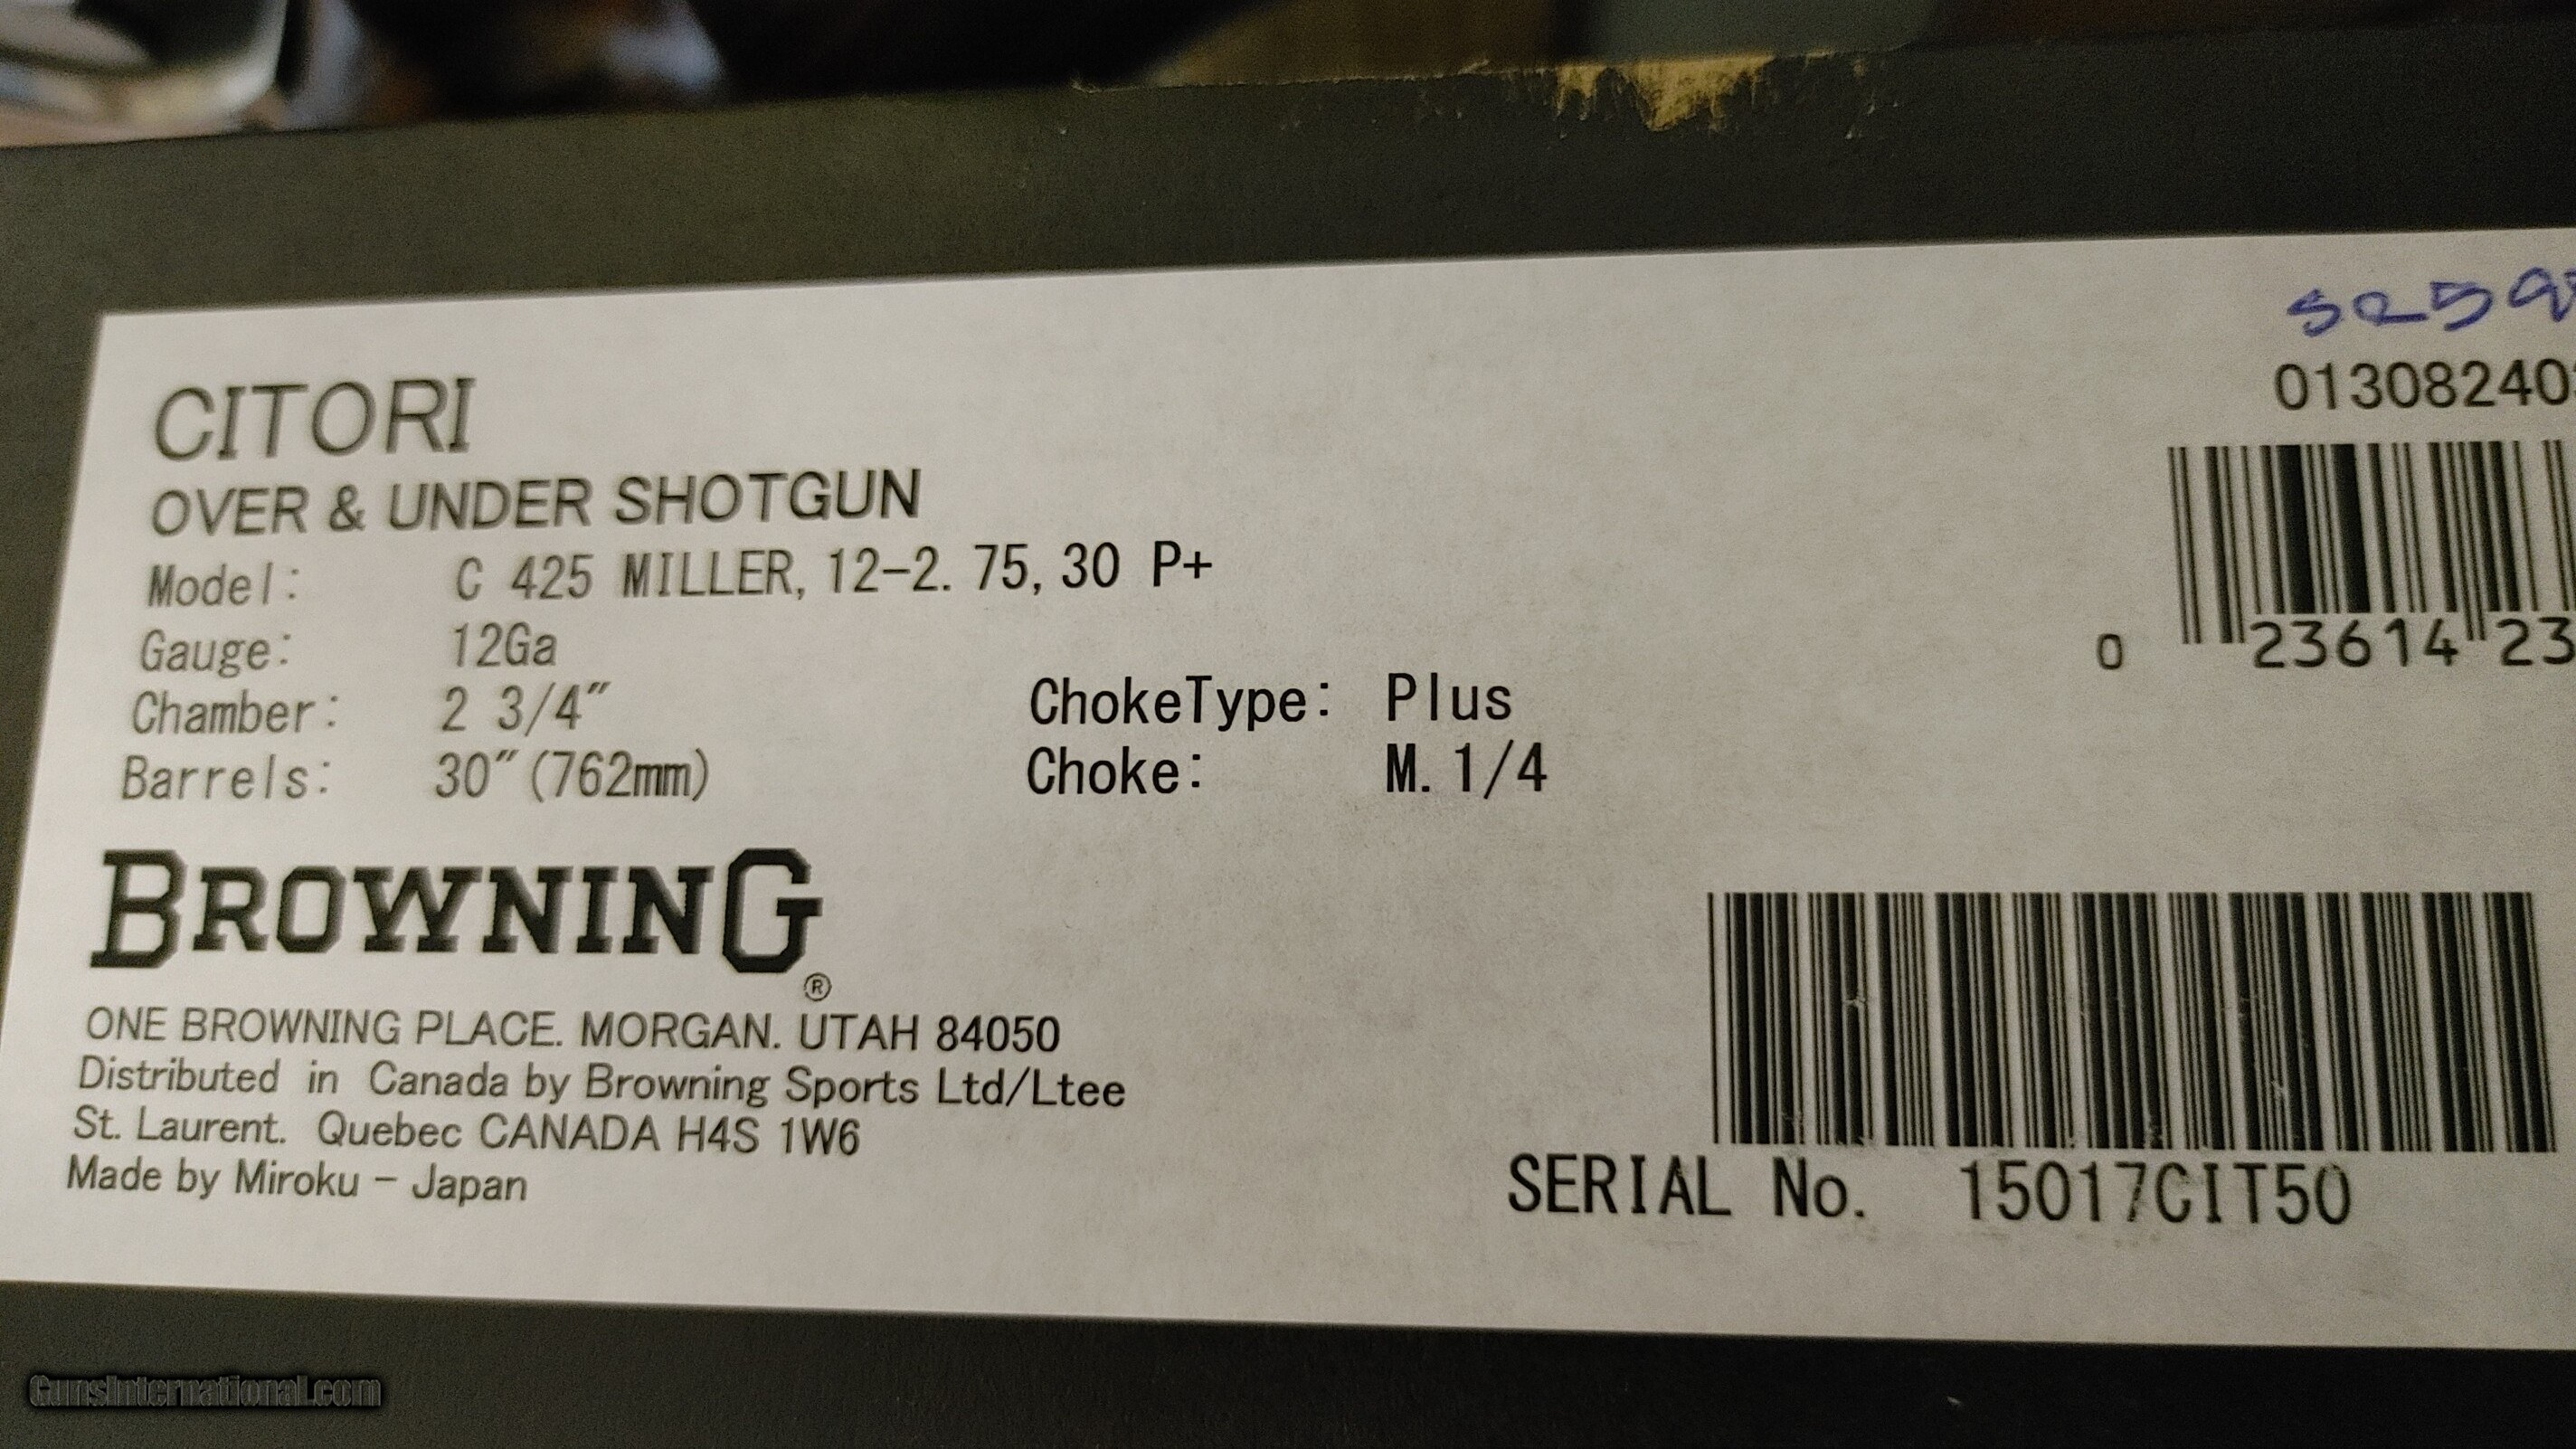 CITORI
OVER & UNDER SHOTGUN
Model: C 425 MILLER, 12-2.75, 30 P+
Gauge: 12Ga
Chamber: 2 3/4" ChokeType: Plus
Barrels: 30"(762mm) Choke: M.1/4
BROWNING®
ONE BROWNING PLACE. MORGAN. UTAH 84050
Distributed in Canada by Browning Sports Ltd/Ltee
St. Laurent. Quebec CANADA H4S 1W6
Made by Miroku - Japan
01308240
0 23614 23
SERIAL No. 15017CIT50
GunsInternational.com